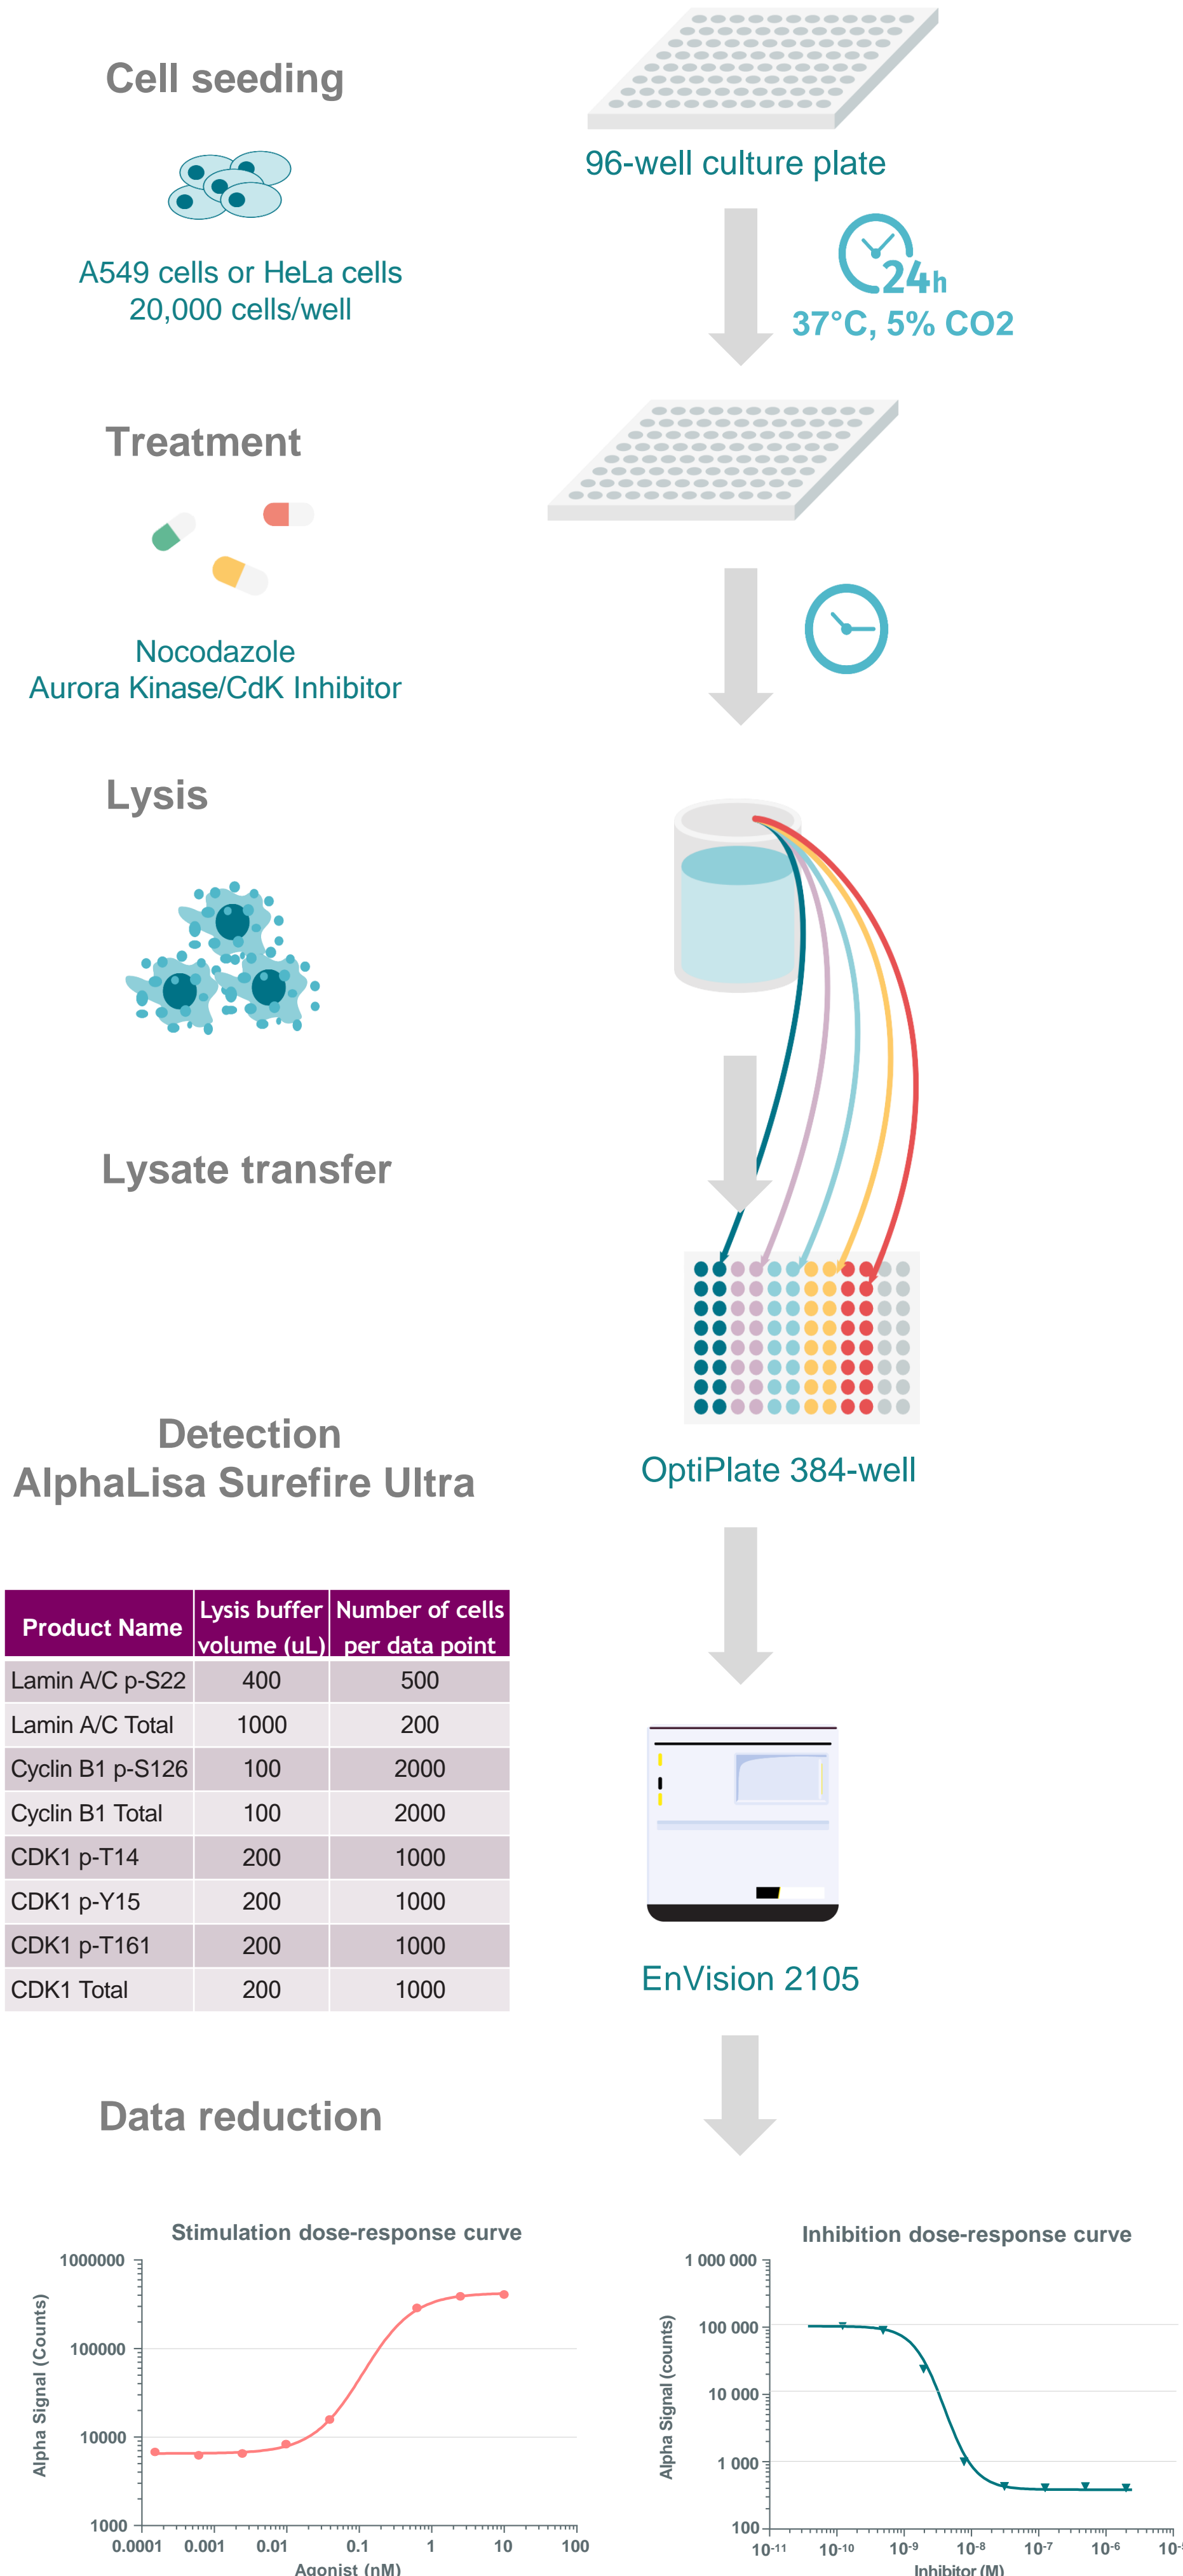 Cell seeding
96-well culture plate
A549 cells or HeLa cells
20,000 cells/well
24h
37°C, 5% CO2
Treatment
Nocodazole
Aurora Kinase/CdK Inhibitor
Lysis
Lysate transfer
Detection
AlphaLisa Surefire Ultra
OptiPlate 384-well
Product Name Lysis buffer volume (uL) Number of cells per data point
Lamin A/C p-S22 400 500
Lamin A/C Total 1000 200
Cyclin B1 p-S126 100 2000
Cyclin B1 Total 100 2000
CDK1 p-T14 200 1000
CDK1 p-Y15 200 1000
CDK1 p-T161 200 1000
CDK1 Total 200 1000
EnVision 2105
Data reduction
Stimulation dose-response curve
1000000
100000
10000
1000
Alpha Signal (Counts)
0.0001 0.001 0.01 0.1 1 10 100
Agonist (nM)
Inhibition dose-response curve
1 000 000
100 000
10 000
1 000
100
Alpha Signal (counts)
10-11 10-10 10-9 10-8 10-7 10-6 10-5
Inhibitor (M)